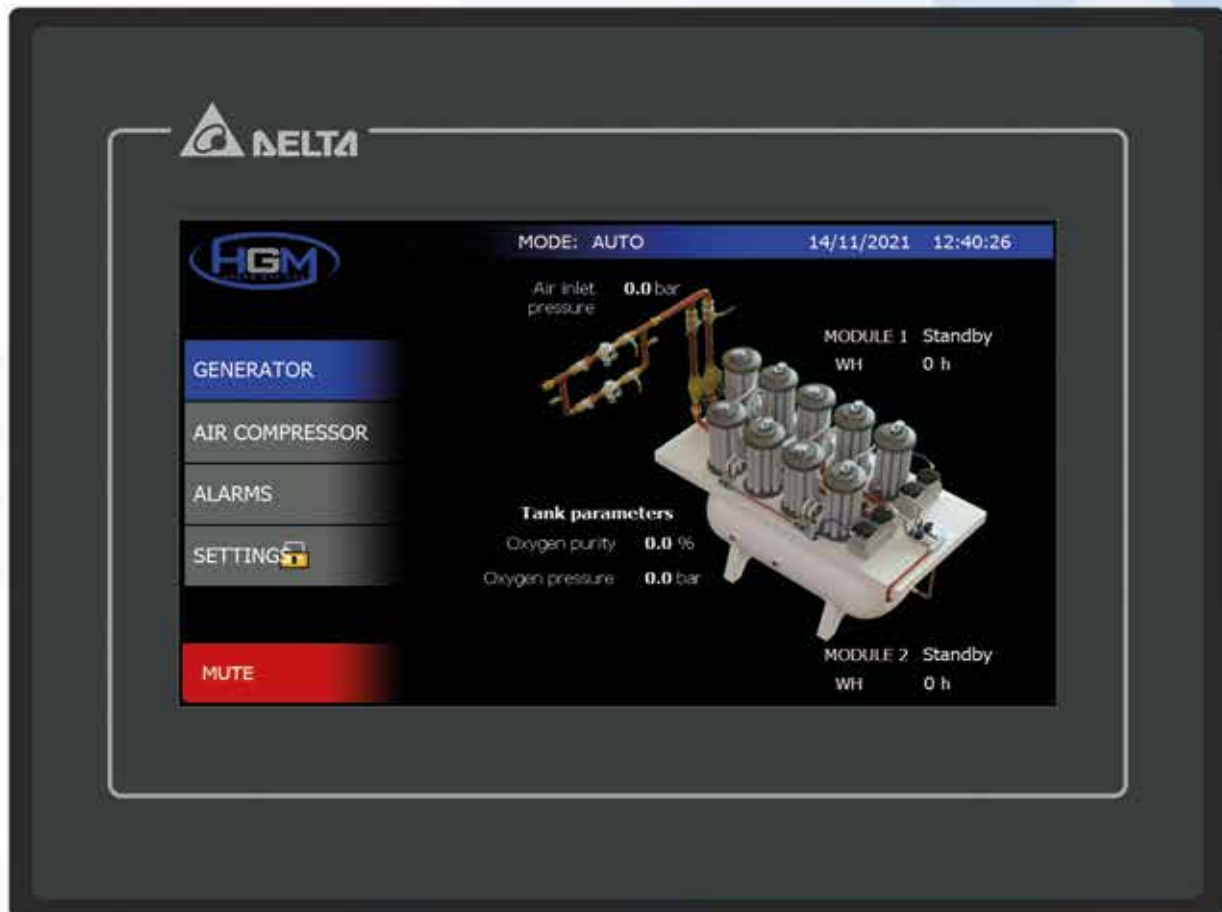 DELTA
HGM
MODE: AUTO 14/11/2021 12:40:26
Air inlet 0.0 bar
pressure
MODULE 1 Standby
WH 0 h
GENERATOR
AIR COMPRESSOR
ALARMS
SETTINGS
Tank parameters
Oxygen purity 0.0 %
Oxygen pressure 0.0 bar
MUTE
MODULE 2 Standby
WH 0 h